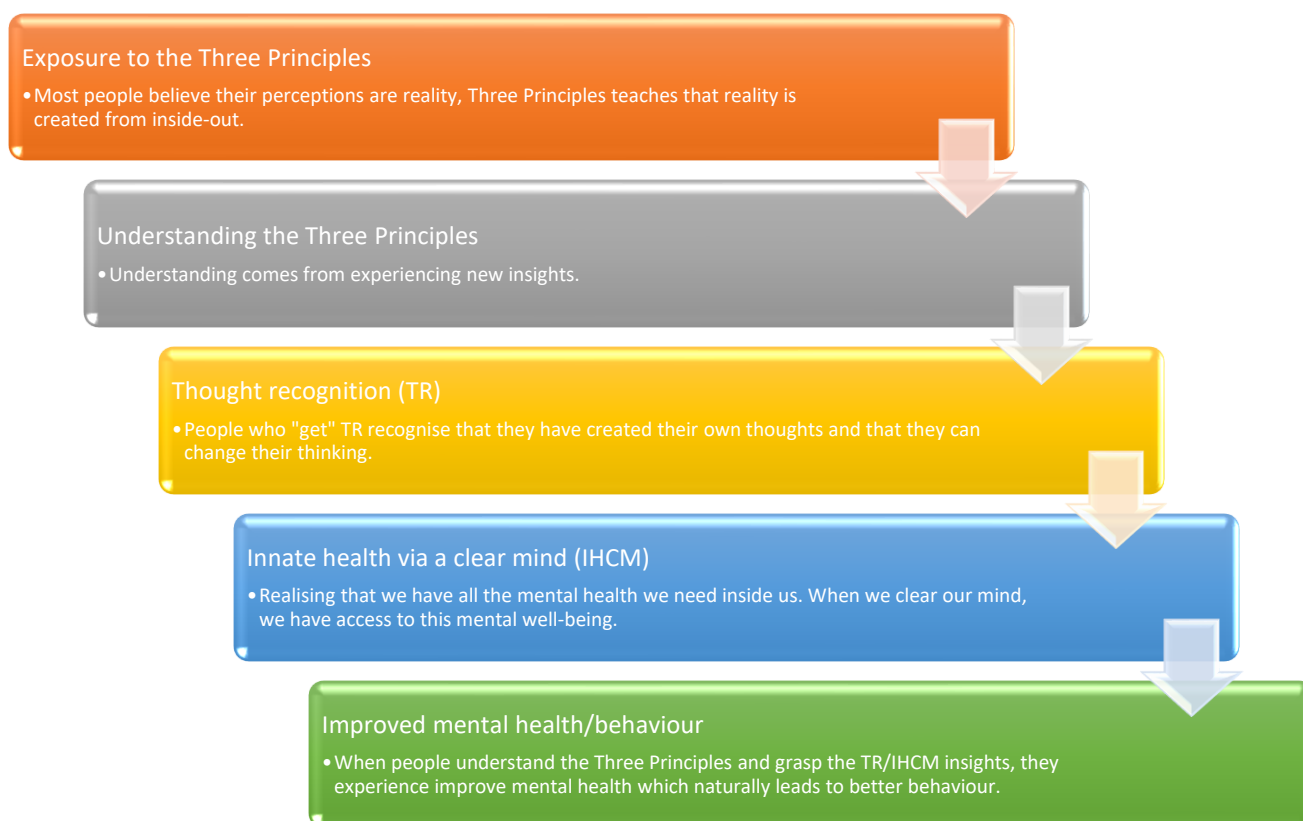 Exposure to the Three Principles
•Most people believe their perceptions are reality, Three Principles teaches that reality is
created from inside-out.
Understanding the Three Principles
•Understanding comes from experiencing new insights.
Thought recognition (TR)
•People who "get" TR recognise that they have created their own thoughts and that they can
change their thinking.
Innate health via a clear mind (IHCM)
•Realising that we have all the mental health we need inside us. When we clear our mind,
we have access to this mental well-being.
Improved mental health/behaviour
•When people understand the Three Principles and grasp the TR/IHCM insights, they
experience improve mental health which naturally leads to better behaviour.